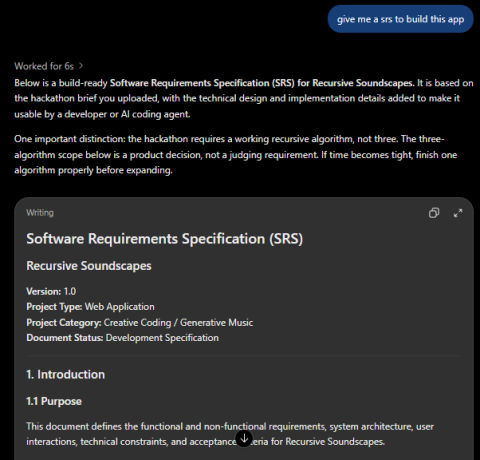 give me a srs to build this app
Worked for 6s >
Below is a build-ready Software Requirements Specification (SRS) for Recursive Soundscapes. It is based
on the hackathon brief you uploaded, with the technical design and implementation details added to make it
usable by a developer or AI coding agent.
One important distinction: the hackathon requires a working recursive algorithm, not three. The three-
algorithm scope below is a product decision, not a judging requirement. If time becomes tight, finish one
algorithm properly before expanding.
Writing
Software Requirements Specification (SRS)
Recursive Soundscapes
Version: 1.0
Project Type: Web Application
Project Category: Creative Coding / Generative Music
Document Status: Development Specification
1. Introduction
1.1 Purpose
This document defines the functional and non-functional requirements, system architecture, user
interactions, technical constraints, and acceptance eria for Recursive Soundscapes.